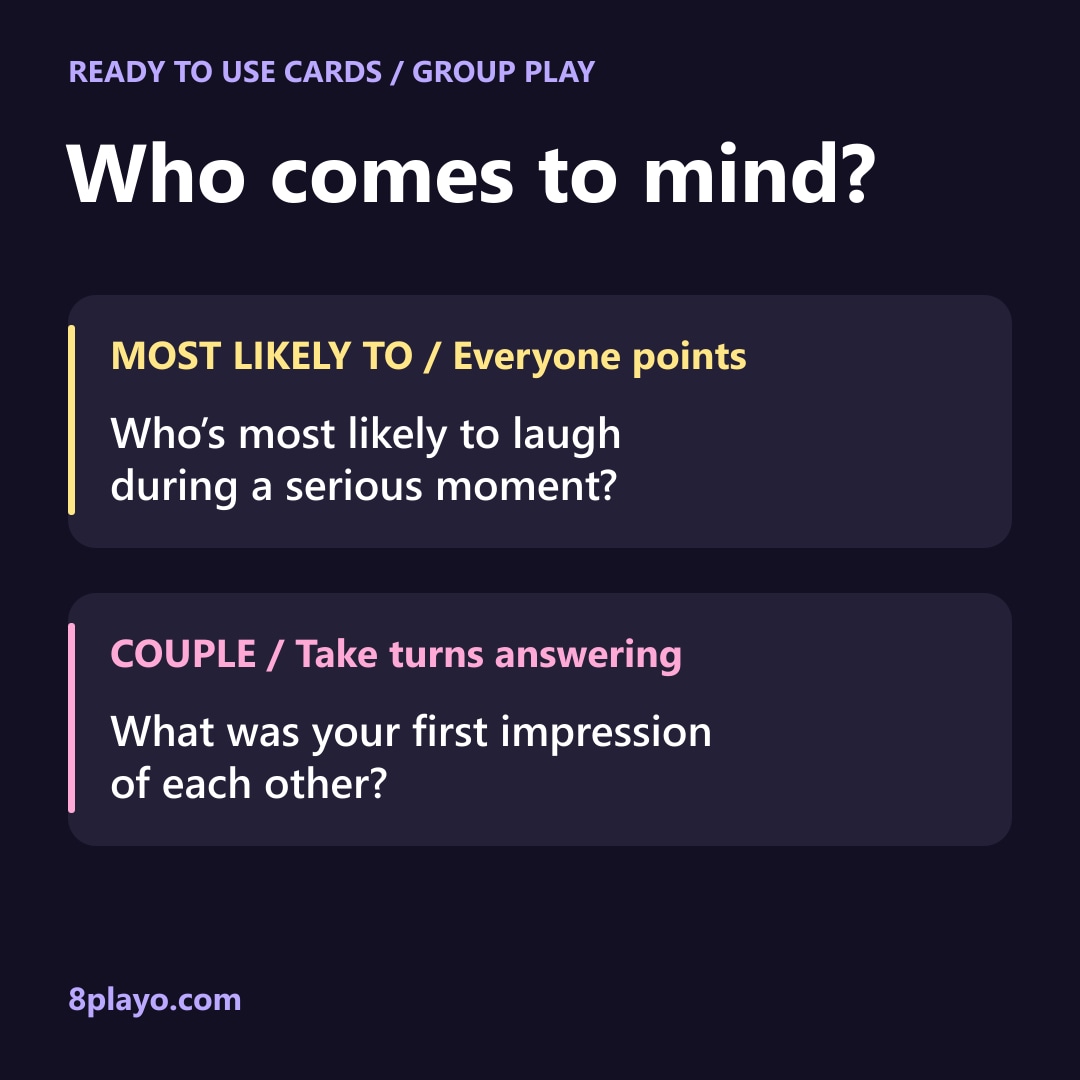 READY TO USE CARDS / GROUP PLAY
Who comes to mind?
MOST LIKELY TO / Everyone points
Who’s most likely to laugh
during a serious moment?
COUPLE / Take turns answering
What was your first impression
of each other?
8playo.com